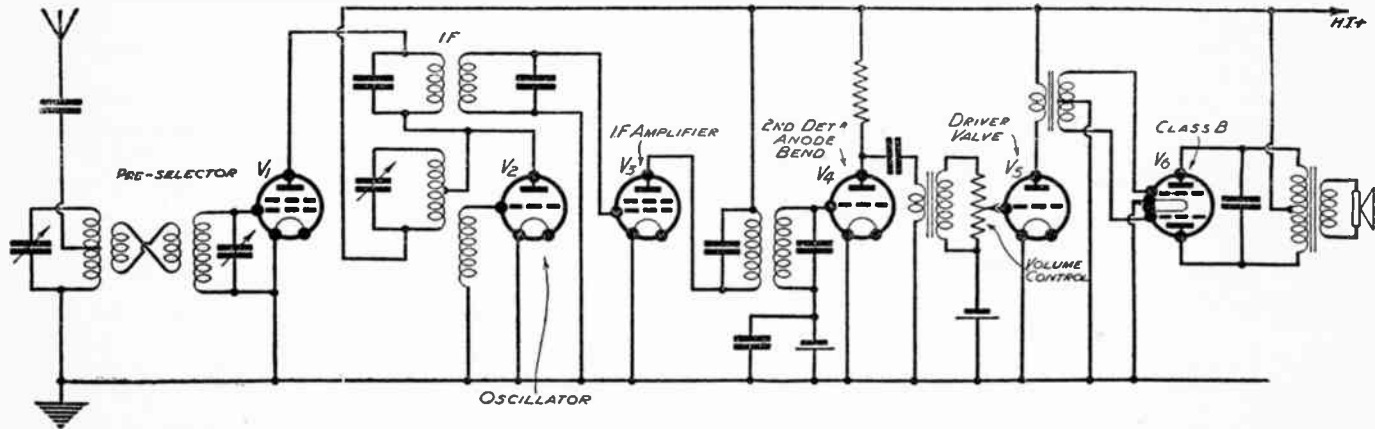 HT+
IF
PRE-SELECTOR
V1
V2
OSCILLATOR
IF AMPLIFIER
V3
2ND DETR
ANODE
BEND
V4
DRIVER
VALVE
V5
VOLUME
CONTROL
CLASS B
V6